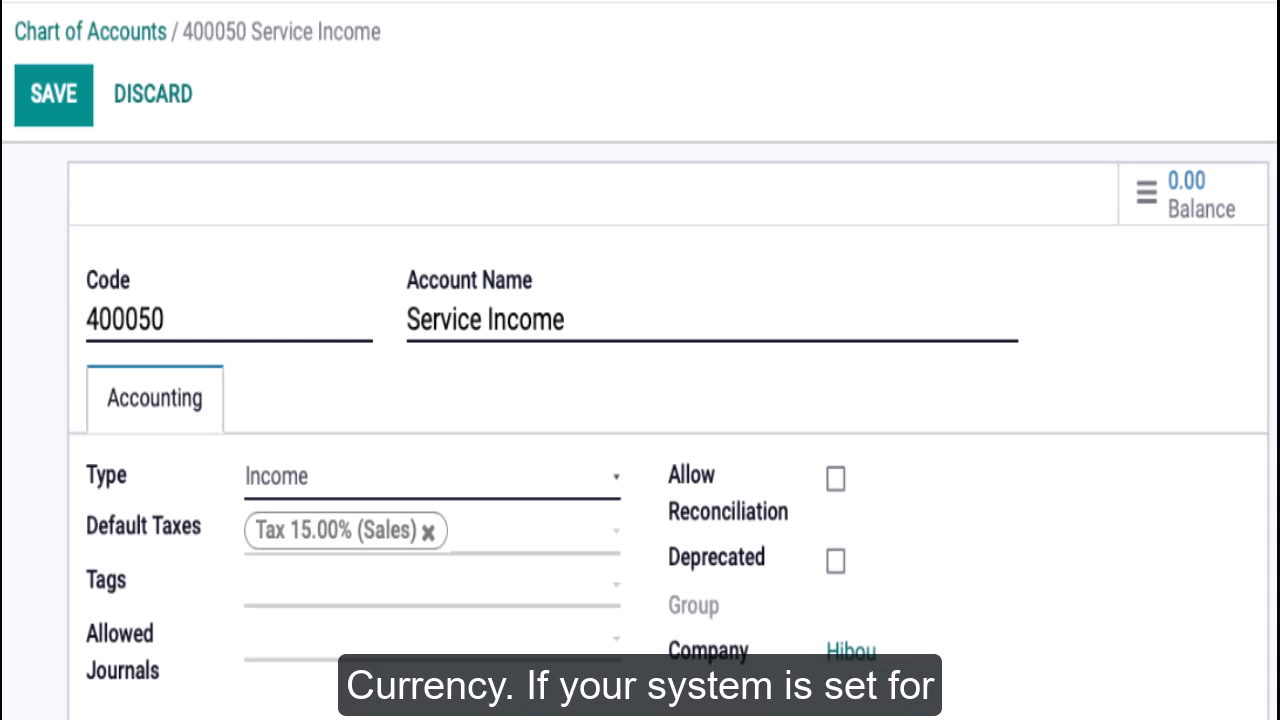 Chart of Accounts / 400050 Service Income
SAVE DISCARD
0.00
Balance
Code Account Name
400050 Service Income
Accounting
Type Income Allow Reconciliation
Default Taxes Tax 15.00% (Sales) ✖ Deprecated
Tags Group
Allowed Journals Company Hibou
Currency. If your system is set for